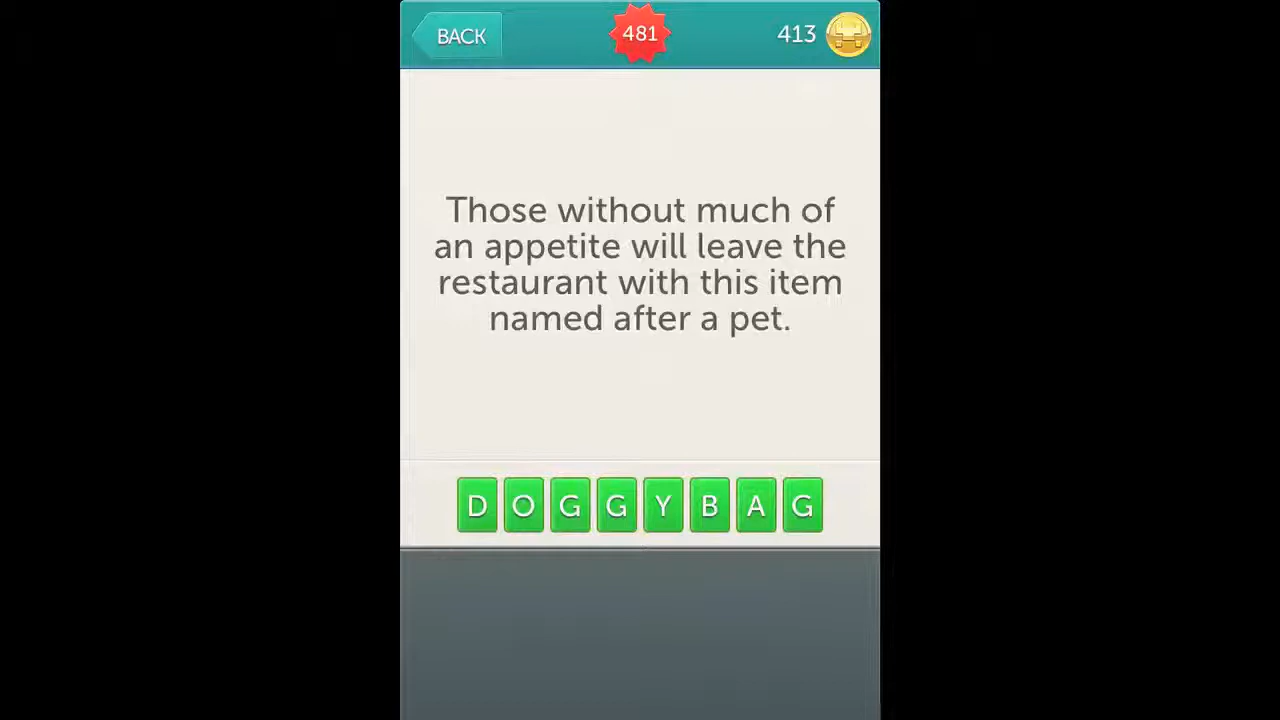 BACK
481
413
Those without much of
an appetite will leave the
restaurant with this item
named after a pet.
DOGGYBAG